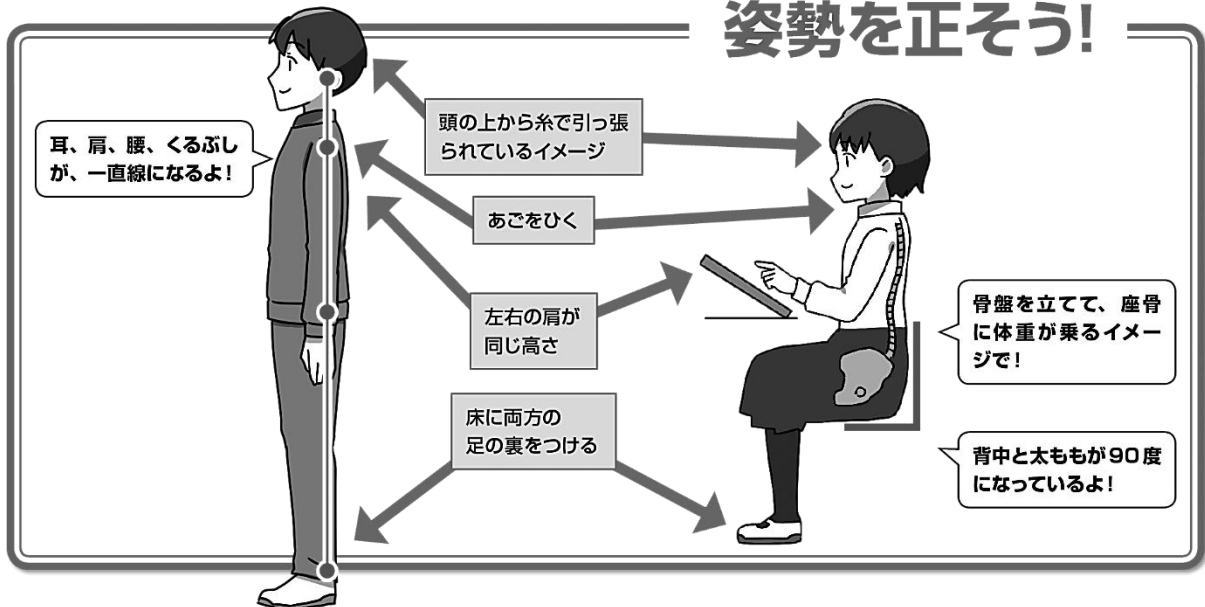 姿勢を正そう!
耳、肩、腰、くるぶし
が、一直線になるよ!
頭の上から糸で引っ張
られているイメージ
あごをひく
左右の肩が
同じ高さ
床に両方の
足の裏をつける
骨盤を立てて、座骨
に体重が乗るイメー
ジで!
背中と太ももが90度
になっているよ!